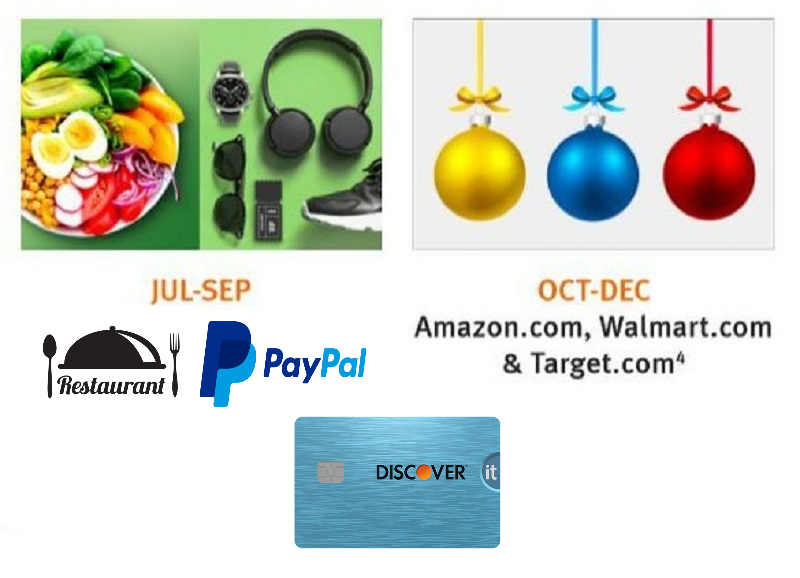 JUL-SEP
OCT-DEC
Restaurant
PayPal
Amazon.com, Walmart.com
& Target.com⁴
DISCOVER it